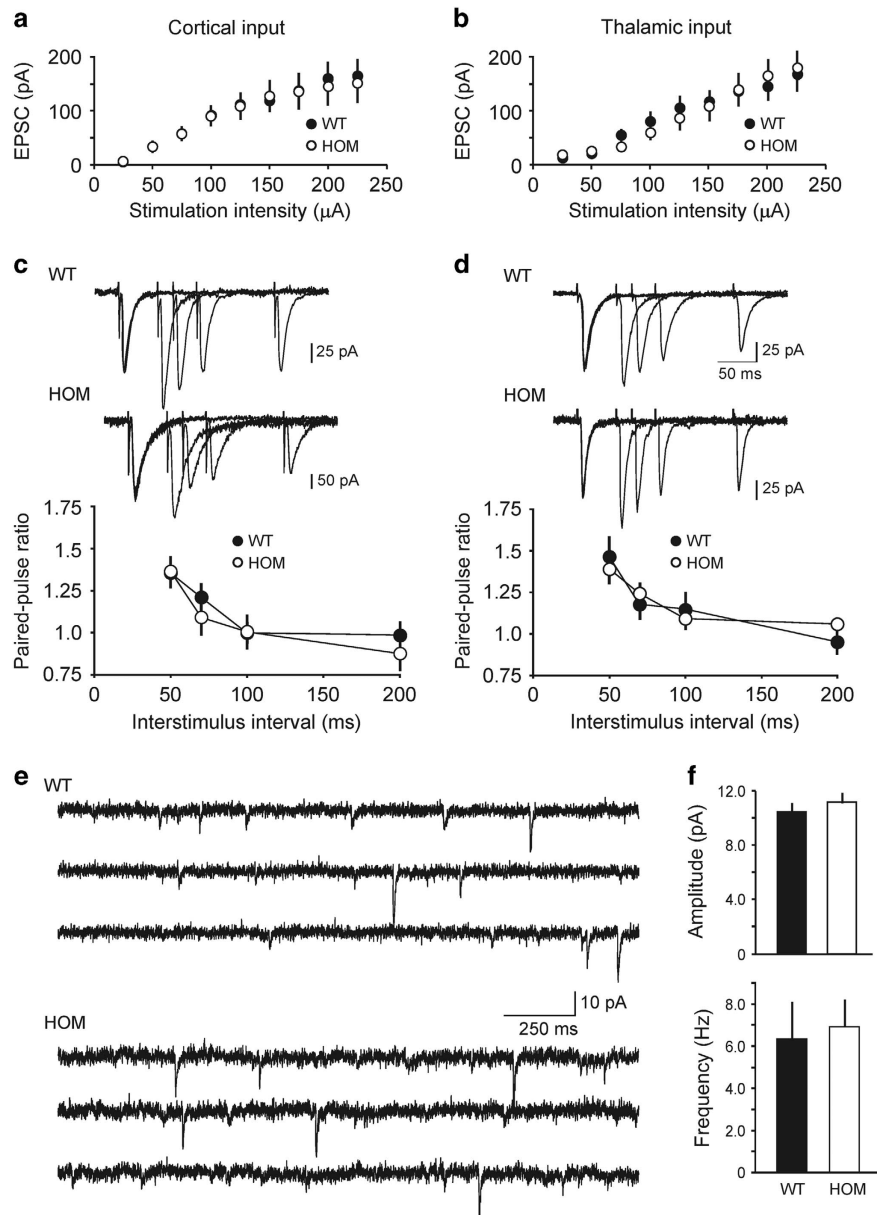 a
Cortical input
200
100
0
EPSC (pA)
WT
HOM
0 50 100 150 200 250
Stimulation intensity (μA)
b
Thalamic input
200
100
0
EPSC (pA)
WT
HOM
0 50 100 150 200 250
Stimulation intensity (μA)
c
WT
25 pA
HOM
50 pA
1.75
1.5
1.25
1.0
0.75
Paired-pulse ratio
WT
HOM
0 50 100 150 200
Interstimulus interval (ms)
d
WT
25 pA
50 ms
HOM
25 pA
1.75
1.5
1.25
1.0
0.75
Paired-pulse ratio
WT
HOM
0 50 100 150 200
Interstimulus interval (ms)
e
WT
10 pA
250 ms
HOM
f
12.0
8.0
4.0
0
Amplitude (pA)
8.0
6.0
4.0
2.0
0
Frequency (Hz)
WT HOM